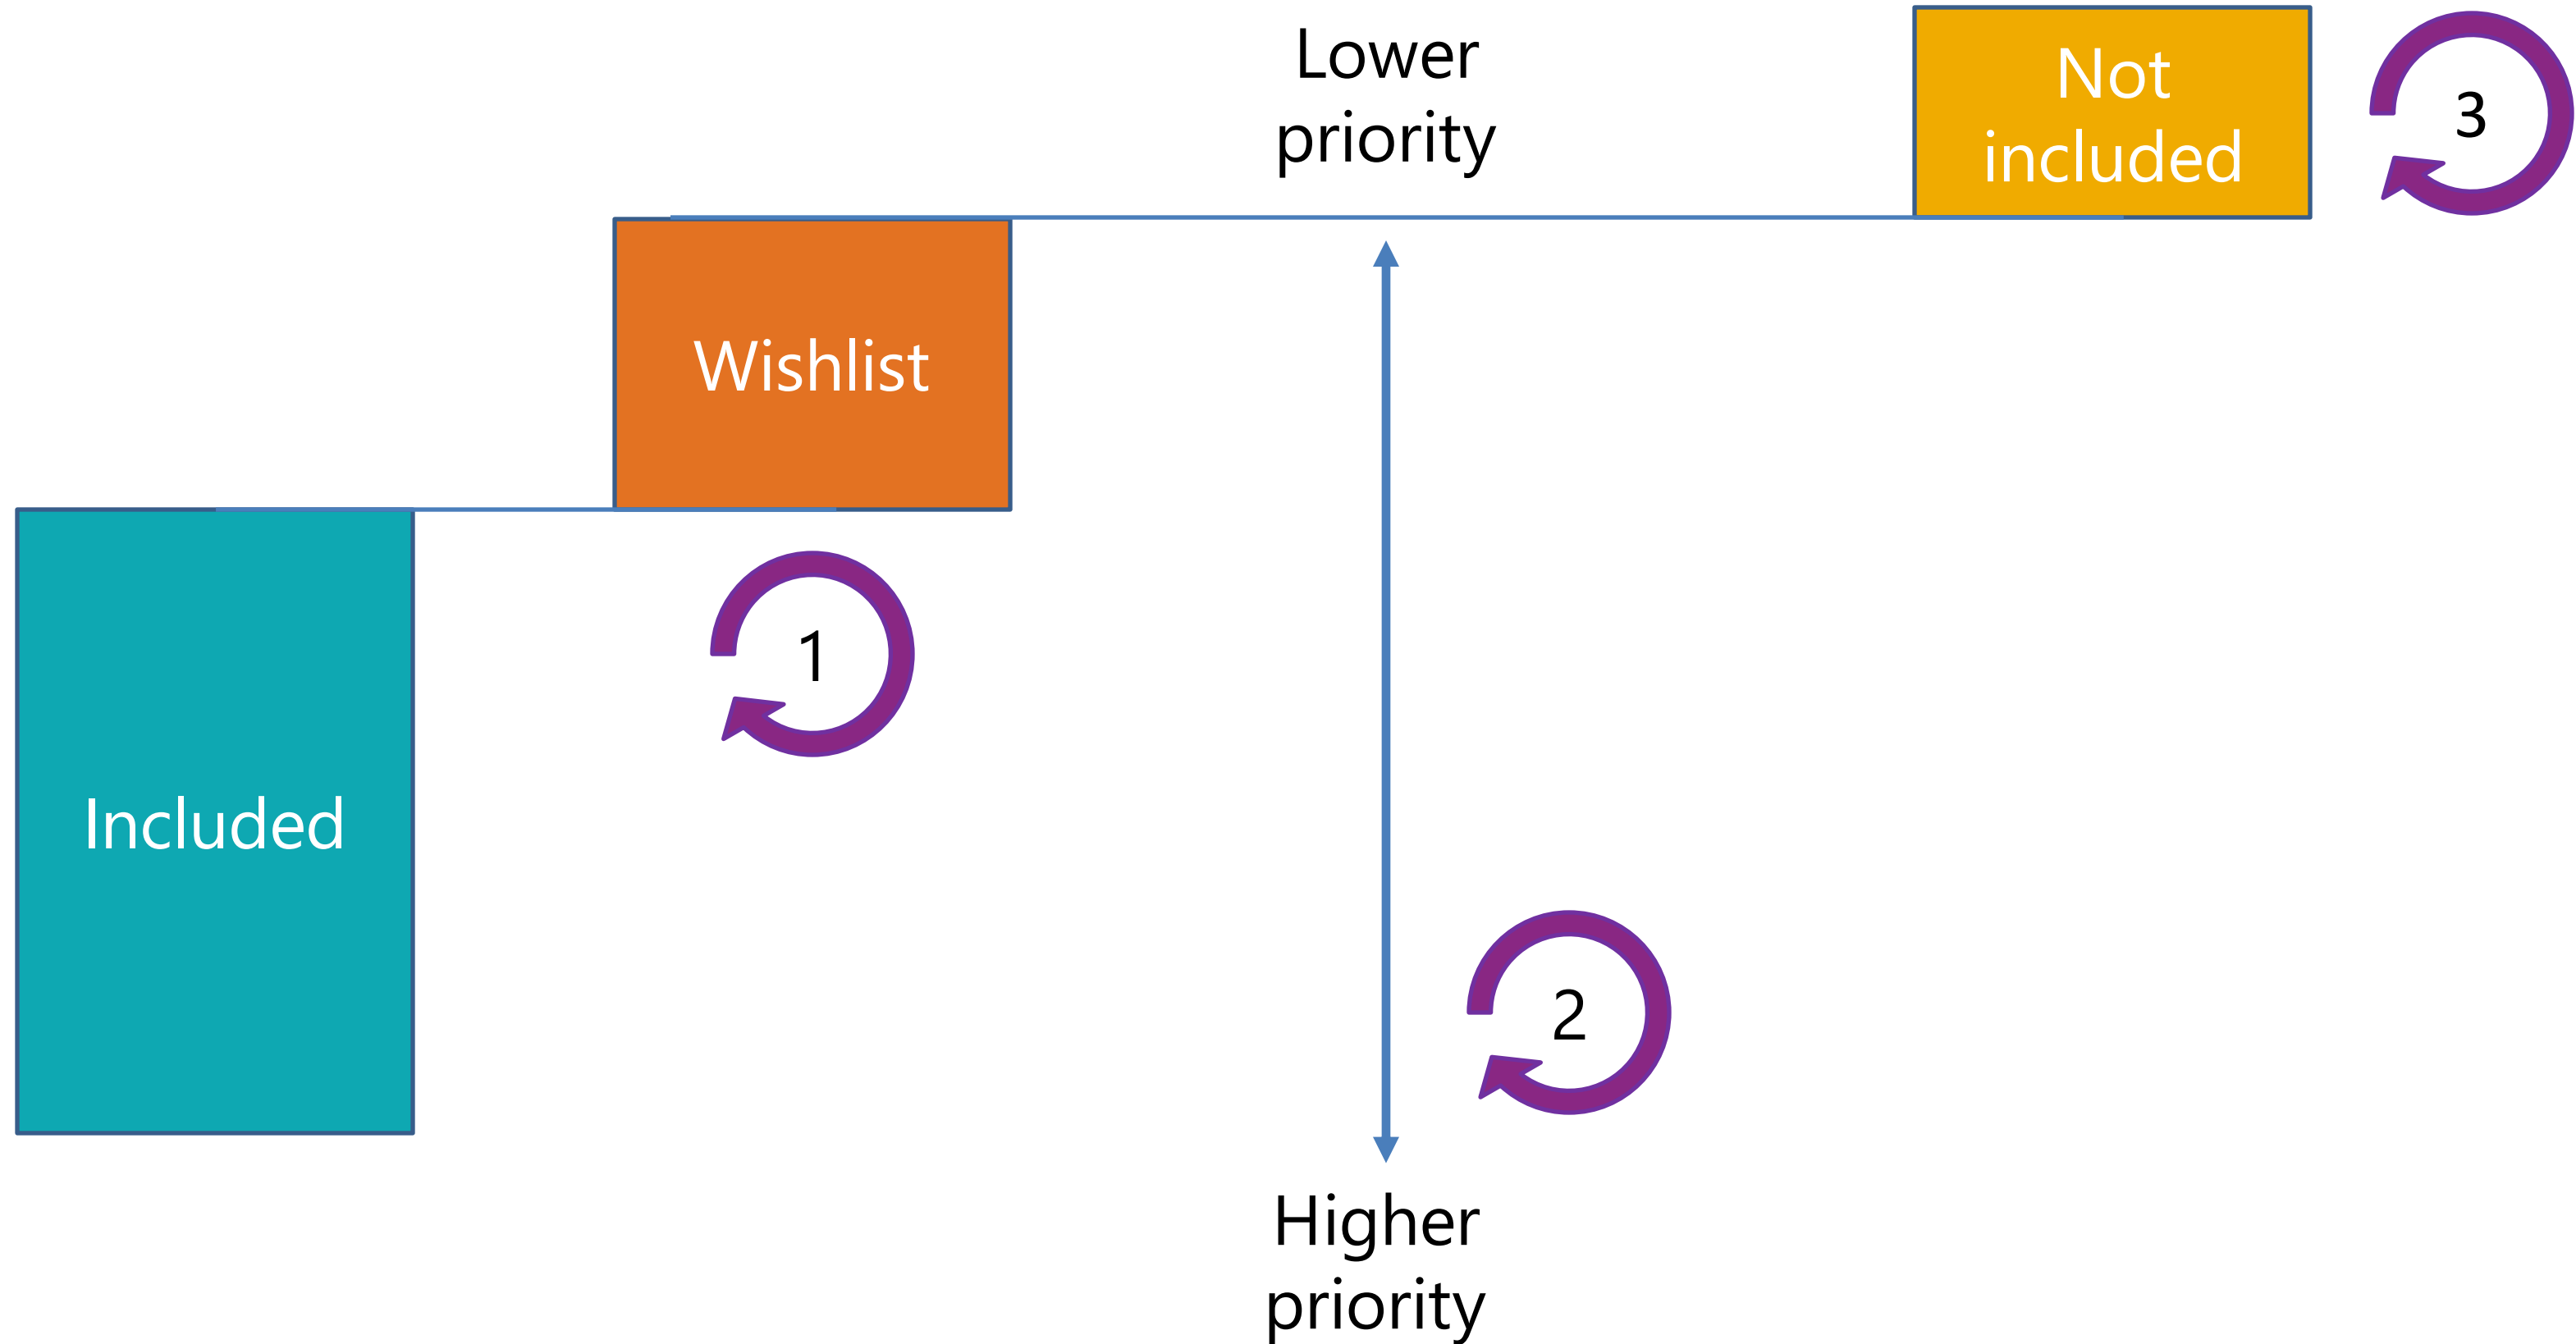 Lower
priority
Not
included
3
Wishlist
1
Included
2
Higher
priority